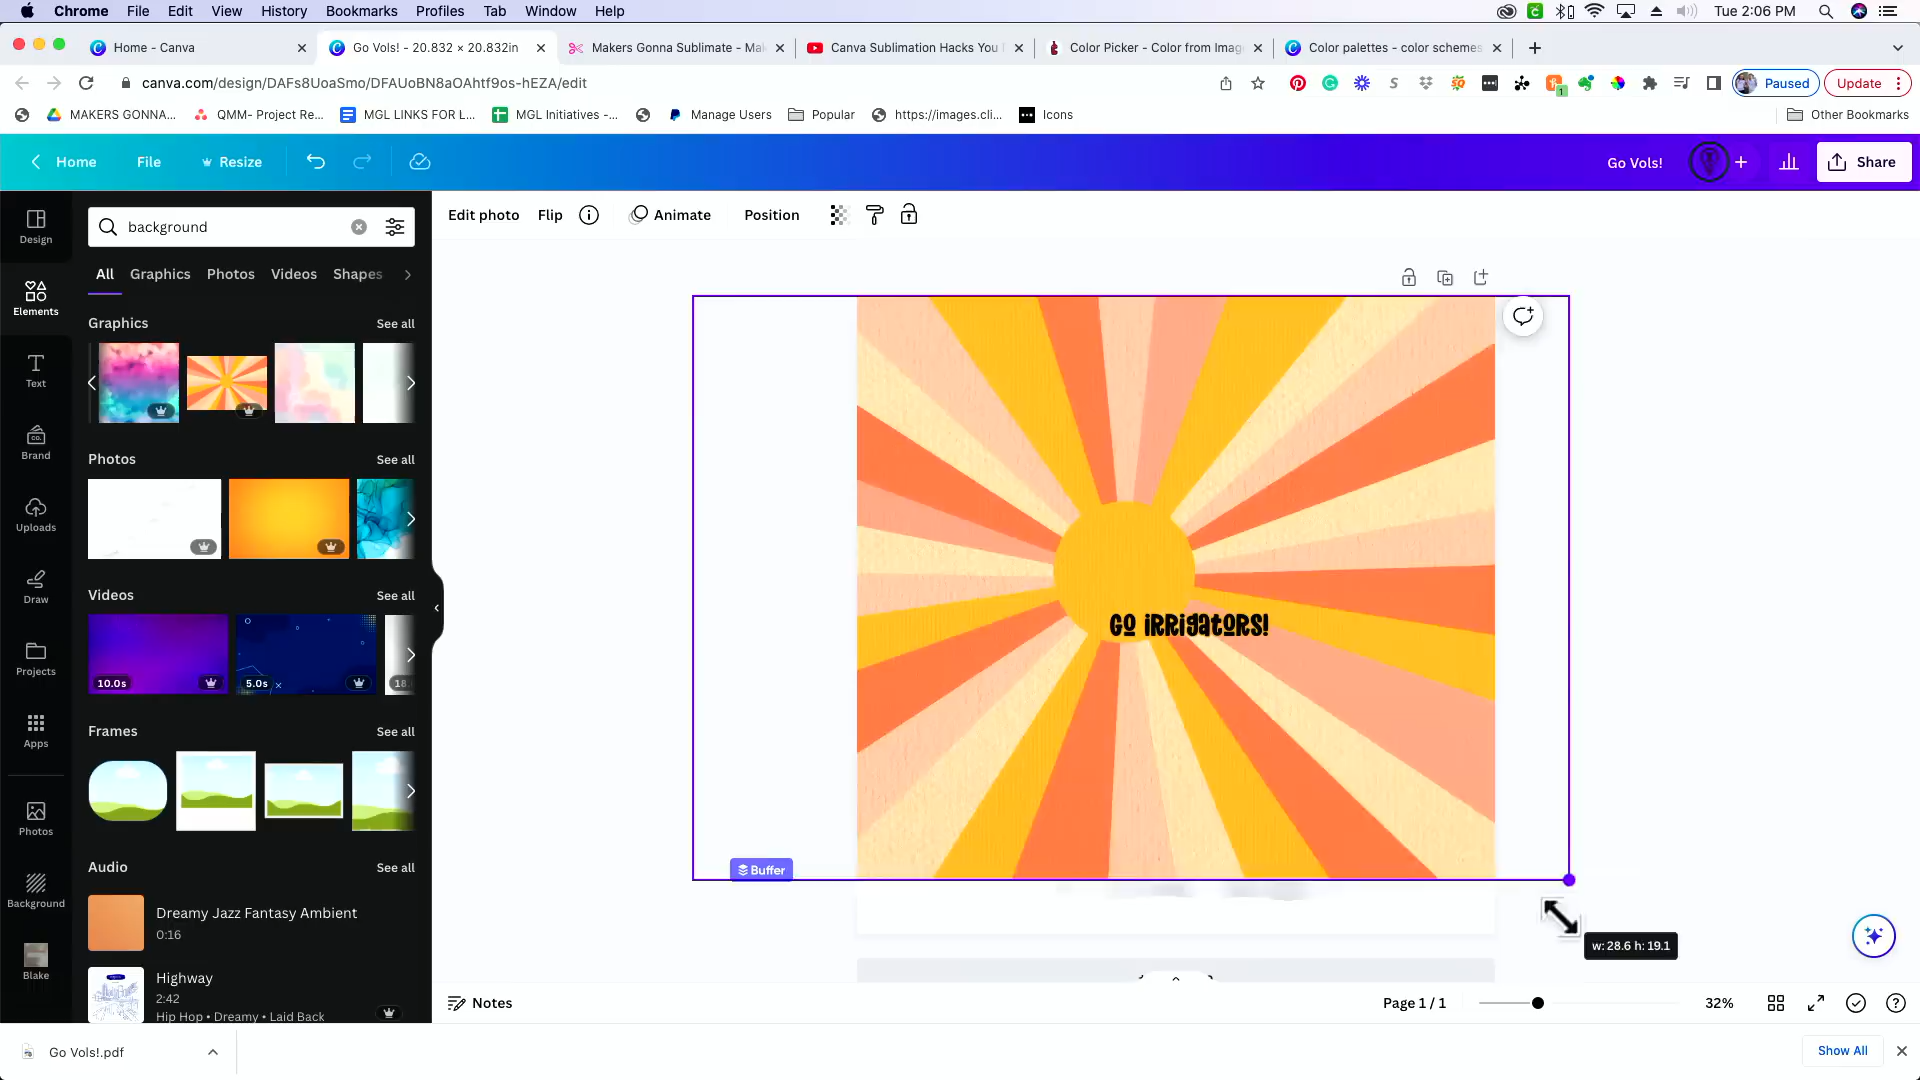 Chrome File Edit View History Bookmarks Profiles Tab Window Help Tue 2:06 PM
Home - Canva Go Vols! - 20.832 × 20.832in Makers Gonna Sublimate - Mak Canva Sublimation Hacks You Color Picker - Color from Imag Color palettes - color schemes
canva.com/design/DAFs8UoaSmo/DFAUoBN8aOAhtf9os-hEZA/edit 1 Paused Update
MAKERS GONNA... QMM- Project Re... MGL LINKS FOR L... MGL Initiatives -... Manage Users Popular https://images.cli... Icons Other Bookmarks
Home File Resize Go Vols! Share
Design
Elements
Text
co.
Brand
Uploads
Draw
Projects
Apps
Photos
Background
Blake
background
All Graphics Photos Videos Shapes
Graphics See all
Photos See all
Videos See all
10.0s 5.0s 18.
Frames See all
Audio See all
Dreamy Jazz Fantasy Ambient
0:16
Highway
2:42
Hip Hop • Dreamy • Laid Back
Edit photo Flip Animate Position
GO IRRIGATORS!
Buffer
w: 28.6 h: 19.1
Notes Page 1 / 1 32%
Go Vols!.pdf Show All